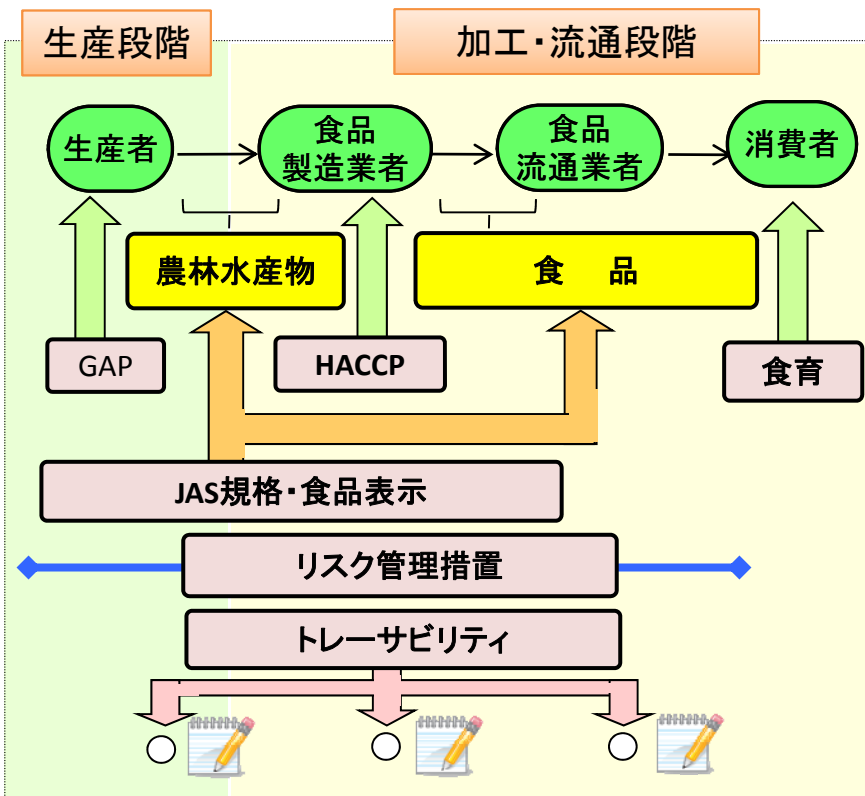 生産段階
加工・流通段階
生産者
食品
製造業者
食品
流通業者
消費者
農林水産物
食　品
GAP
HACCP
食育
JAS規格・食品表示
リスク管理措置
トレーサビリティ